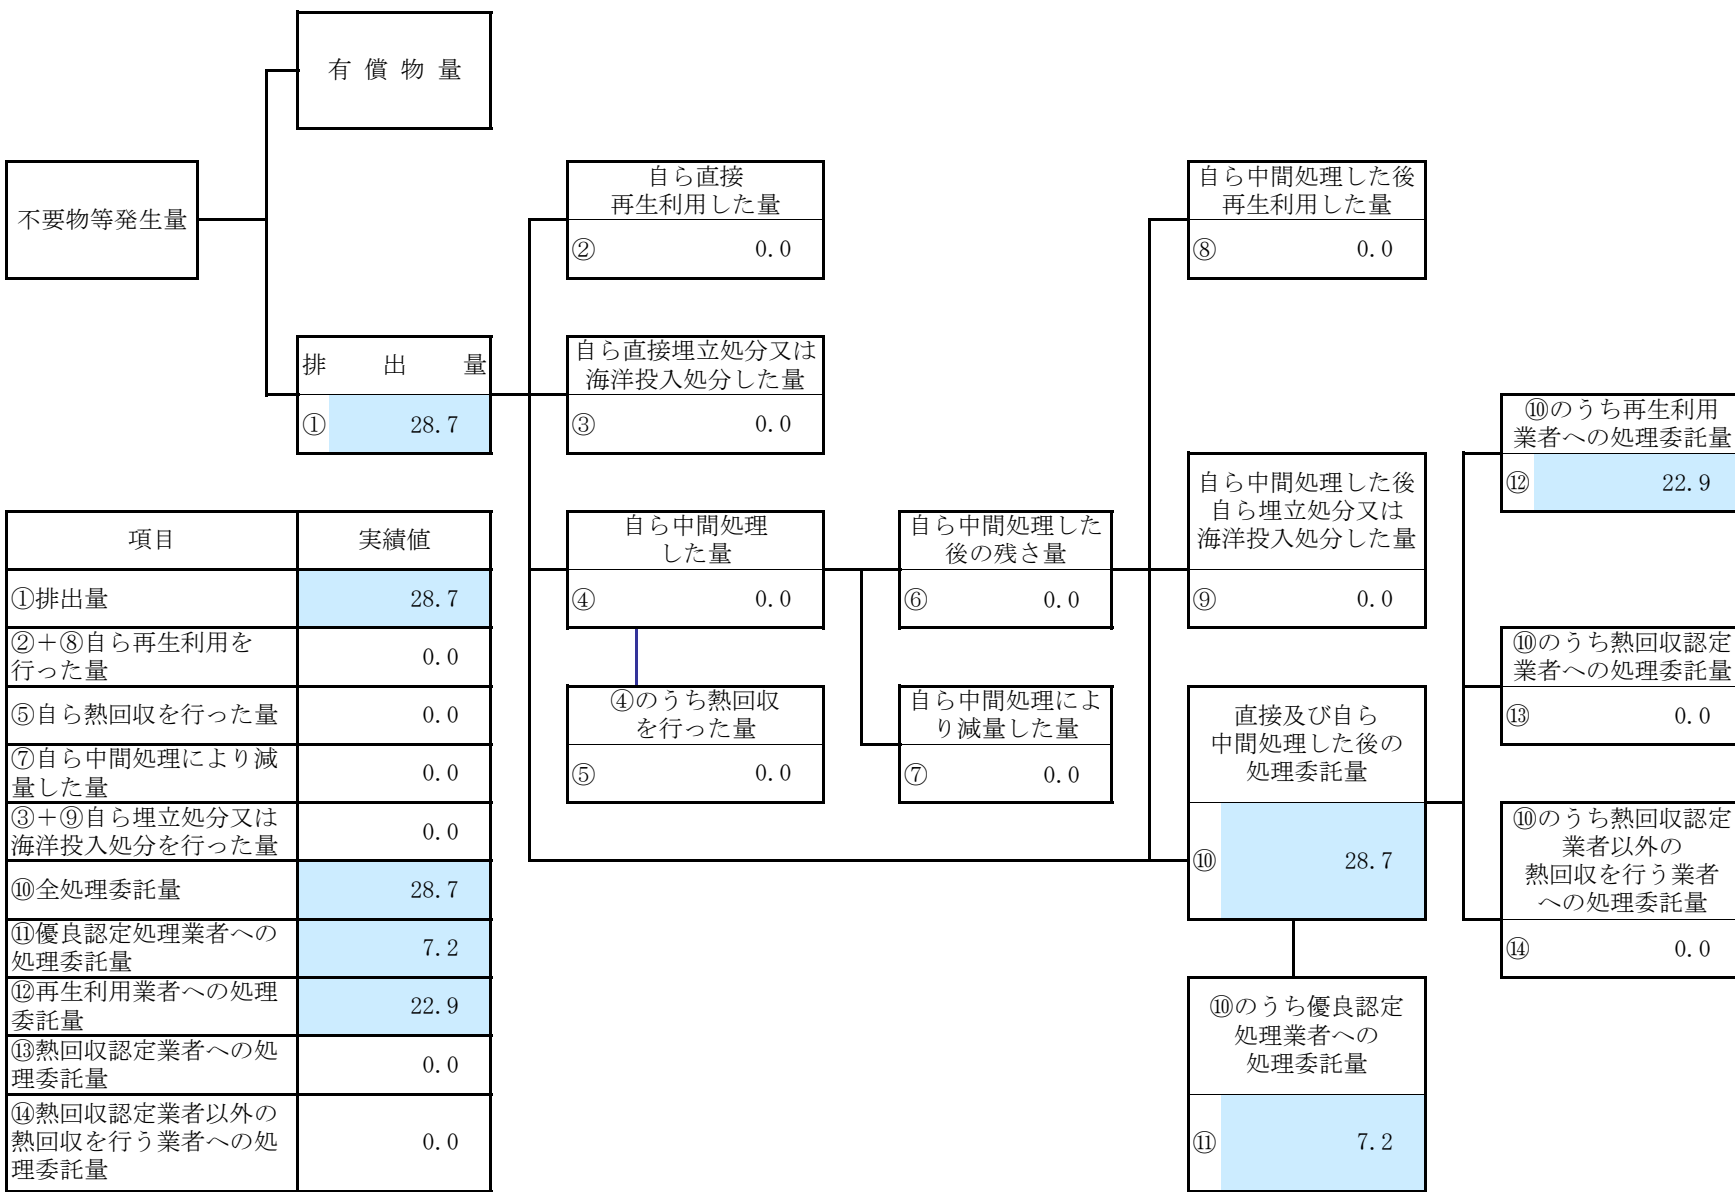 有償物量
不要物等発生量
自ら直接
再生利用した量
② 0.0
自ら中間処理した後
再生利用した量
⑧ 0.0
排出量
① 28.7
自ら直接埋立処分又は
海洋投入処分した量
③ 0.0
⑩のうち再生利用
業者への処理委託量
⑫ 22.9
自ら中間処理した後
自ら埋立処分又は
海洋投入処分した量
⑨ 0.0
自ら中間処理
した量
④ 0.0
自ら中間処理した
後の残さ量
⑥ 0.0
⑩のうち熱回収認定
業者への処理委託量
⑬ 0.0
④のうち熱回収
を行った量
⑤ 0.0
自ら中間処理によ
り減量した量
⑦ 0.0
直接及び自ら
中間処理した後の
処理委託量
⑩ 28.7
⑩のうち熱回収認定
業者以外の
熱回収を行う業者
への処理委託量
⑭ 0.0
⑩のうち優良認定
処理業者への
処理委託量
⑪ 7.2
項目 実績値
①排出量 28.7
②+⑧自ら再生利用を
行った量 0.0
⑤自ら熱回収を行った量 0.0
⑦自ら中間処理により減
量した量 0.0
③+⑨自ら埋立処分又は
海洋投入処分を行った量 0.0
⑩全処理委託量 28.7
⑪優良認定処理業者への
処理委託量 7.2
⑫再生利用業者への処理
委託量 22.9
⑬熱回収認定業者への処
理委託量 0.0
⑭熱回収認定業者以外の
熱回収を行う業者への処
理委託量 0.0